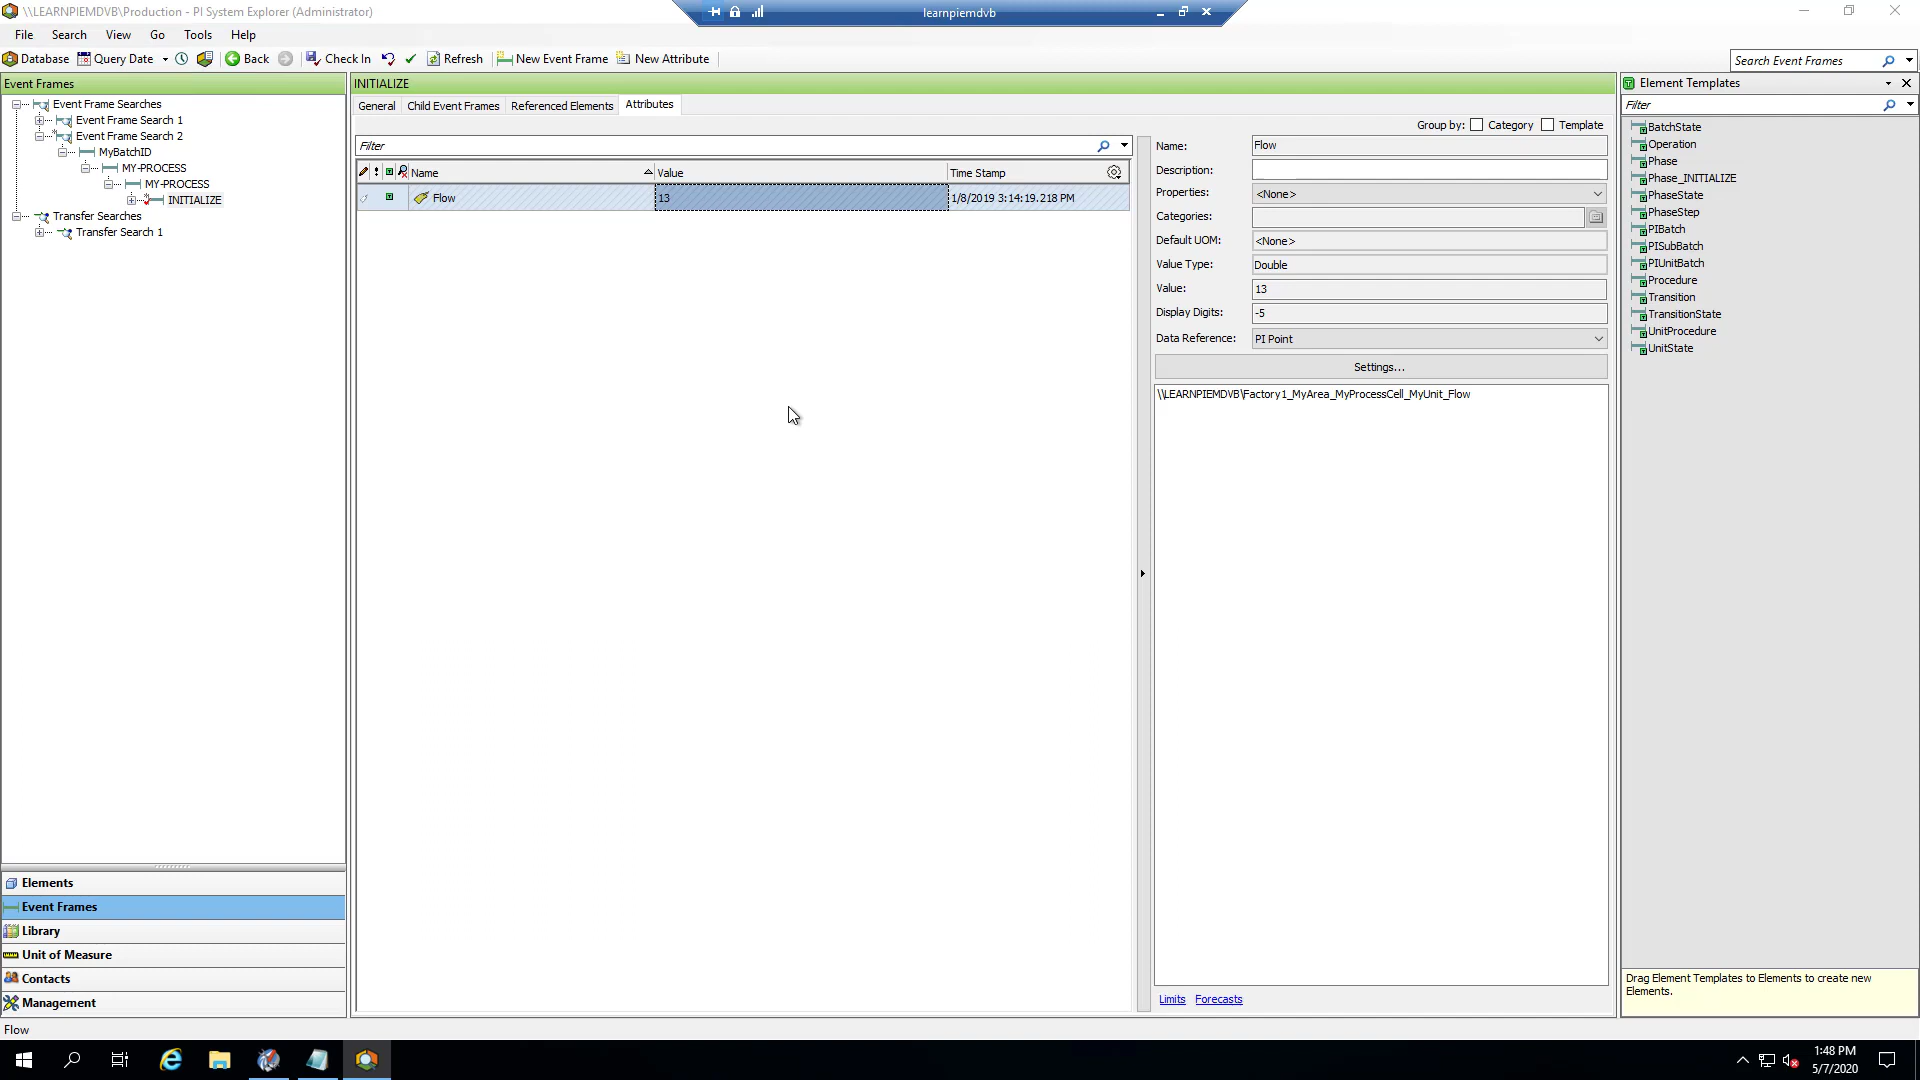 \\LEARNPIEMDVB\Production - PI System Explorer (Administrator)
learnpiemdvb
File View Search Go Tools Help
Database Query Date Back Check In Refresh New Event Frame New Attribute
Search Event Frames
Event Frames
Event Frame Searches
Event Frame Search 1
Event Frame Search 2
MyBatchID
MY-PROCESS
MY-PROCESS
INITIALIZE
Transfer Searches
Transfer Search 1
Elements
Event Frames
Library
Unit of Measure
Contacts
Management
Flow
INITIALIZE
General Child Event Frames Referenced Elements Attributes
Group by: Category Template
Filter
Name Value Time Stamp
Flow 13 1/8/2019 3:14:19.218 PM
Name: Flow
Description:
Properties: <None>
Categories:
Default UOM: <None>
Value Type: Double
Value: 13
Display Digits: -5
Data Reference: PI Point
Settings...
\\LEARNPIEMDVB\Factory1_MyArea_MyProcessCell_MyUnit_Flow
Limits Forecasts
Element Templates
Filter
BatchState
Operation
Phase
Phase_INITIALIZE
PhaseState
PhaseStep
PIBatch
PISubBatch
PIUnitBatch
Procedure
Transition
TransitionState
UnitProcedure
UnitState
Drag Element Templates to Elements to create new
Elements.
1:48 PM
5/7/2020